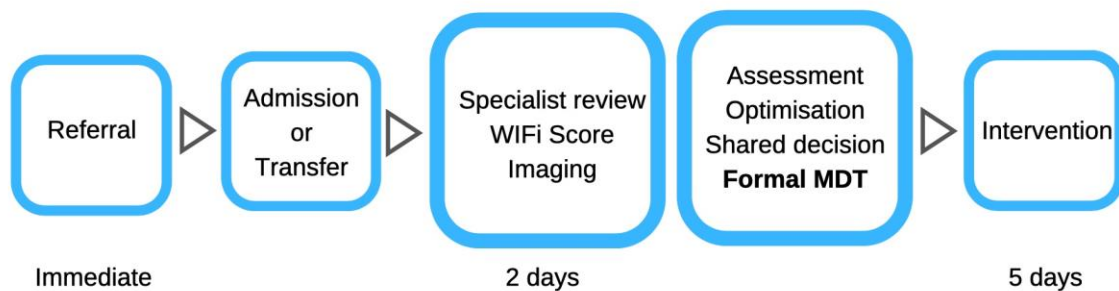 Referral
Admission
or
Transfer
Specialist review
WIFi Score
Imaging
Assessment
Optimisation
Shared decision
Formal MDT
Intervention
Immediate
2 days
5 days